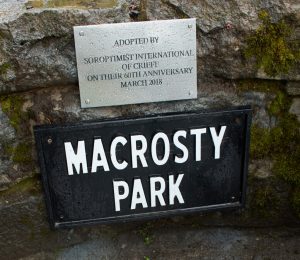 ADOPTED BY
SOROPTIMIST INTERNATIONAL
OF CRIEFF
ON THEIR 60TH ANNIVERSARY
MARCH 2018
MACROSTY
PARK